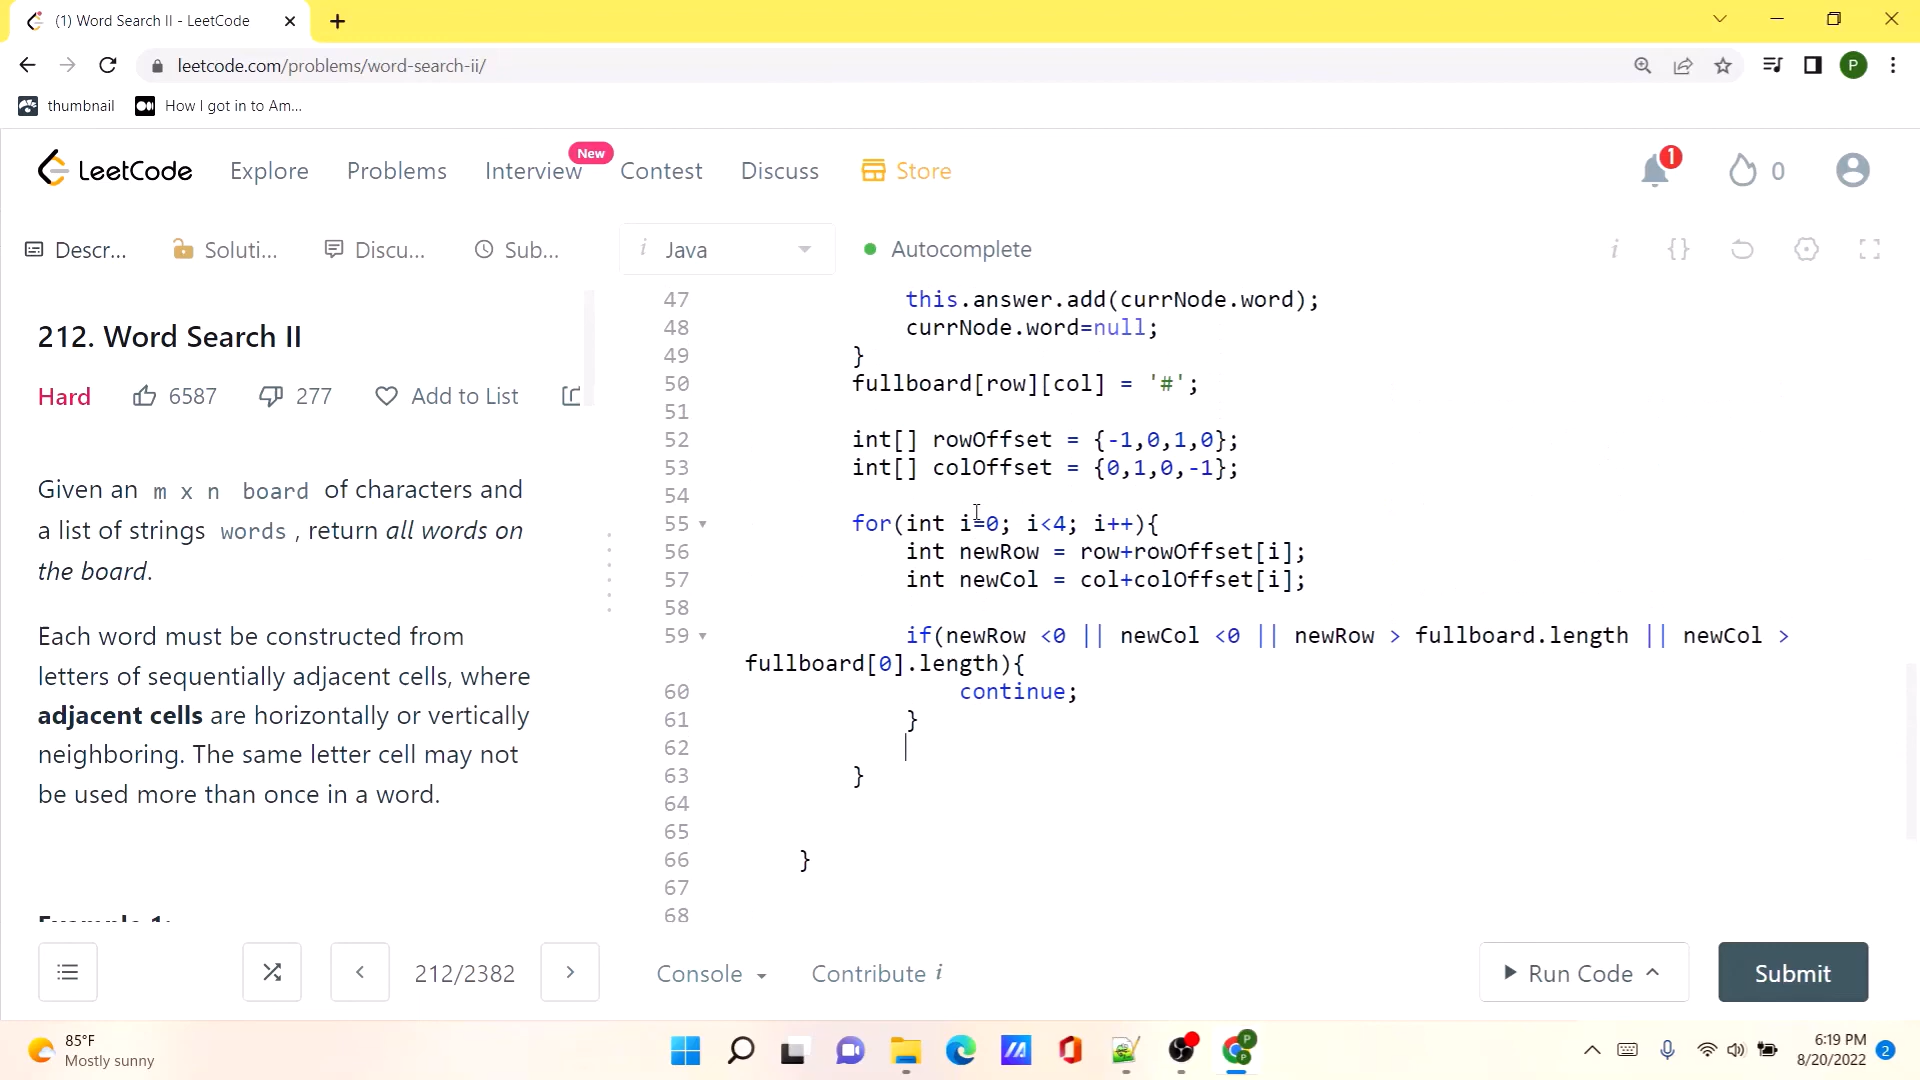 (1) Word Search II - LeetCode
leetcode.com/problems/word-search-ii/
thumbnail
How I got in to Am...
LeetCode
Explore
Problems
Interview
New
Contest
Discuss
Store
1
0
Descr...
Soluti...
Discu...
Sub...
i Java
Autocomplete
212. Word Search II
Hard
6587
277
Add to List
Given an m x n board of characters and
a list of strings words , return all words on
the board.
Each word must be constructed from
letters of sequentially adjacent cells, where
adjacent cells are horizontally or vertically
neighboring. The same letter cell may not
be used more than once in a word.
Example 1:
47 this.answer.add(currNode.word);
48 currNode.word=null;
49 }
50 fullboard[row][col] = '#';
51
52 int[] rowOffset = {-1,0,1,0};
53 int[] colOffset = {0,1,0,-1};
54
55 for(int i=0; i<4; i++){
56 int newRow = row+rowOffset[i];
57 int newCol = col+colOffset[i];
58
59 if(newRow <0 || newCol <0 || newRow > fullboard.length || newCol >
fullboard[0].length){
60 continue;
61 }
62
63 }
64
65
66 }
67
68
212/2382
Console
Contribute i
Run Code
Submit
85°F
Mostly sunny
6:19 PM
8/20/2022
2
P
P
P